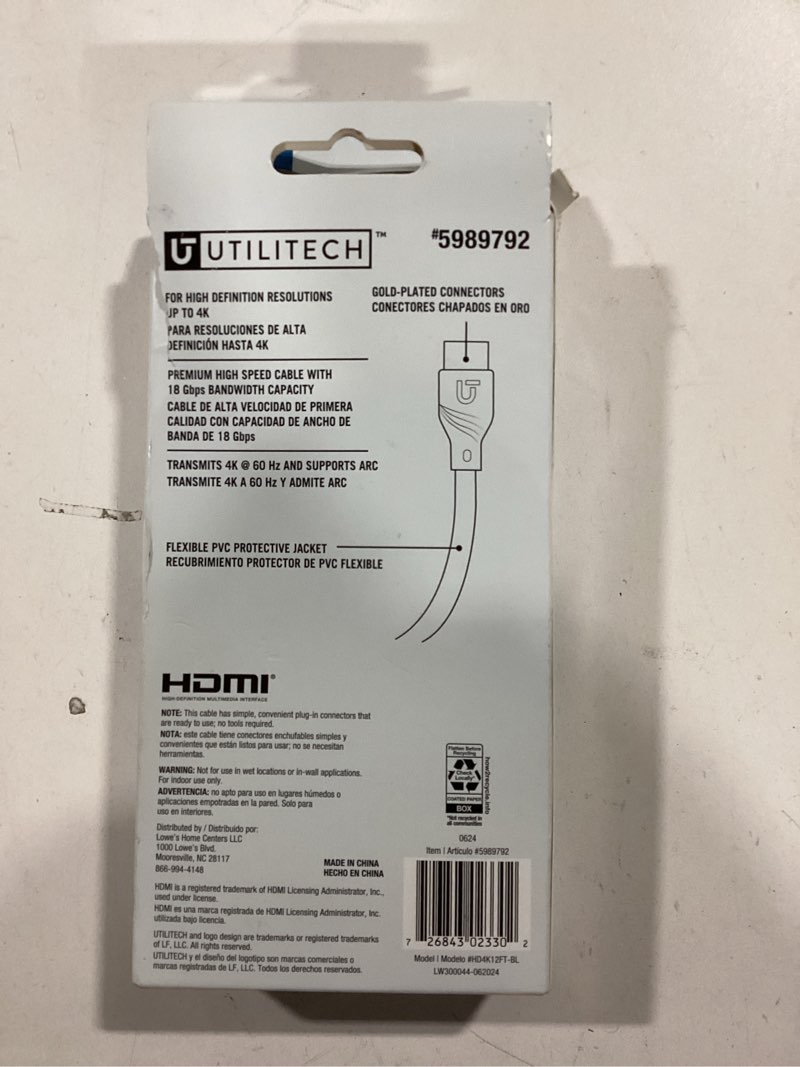 UTILITECH™
#5989792
FOR HIGH DEFINITION RESOLUTIONS
UP TO 4K
PARA RESOLUCIONES DE ALTA
DEFINICIÓN HASTA 4K
PREMIUM HIGH SPEED CABLE WITH
18 Gbps BANDWIDTH CAPACITY
CABLE DE ALTA VELOCIDAD DE PRIMERA
CALIDAD CON CAPACIDAD DE ANCHO DE
BANDA DE 18 Gbps
TRANSMITS 4K @ 60 Hz AND SUPPORTS ARC
TRANSMITE 4K A 60 Hz Y ADMITE ARC
GOLD-PLATED CONNECTORS
CONECTORES CHAPADOS EN ORO
FLEXIBLE PVC PROTECTIVE JACKET
RECUBRIMIENTO PROTECTOR DE PVC FLEXIBLE
HDMI®
HIGH-DEFINITION MULTIMEDIA INTERFACE
NOTE: This cable has simple, convenient plug-in connectors that
are ready to use; no tools required.
NOTA: este cable tiene conectores enchufables simples y
convenientes que están listos para usar; no se necesitan
herramientas.
WARNING: Not for use in wet locations or in-wall applications.
For indoor use only.
ADVERTENCIA: no apto para uso en lugares húmedos o
aplicaciones empotradas en la pared. Solo para
uso en interiores.
Distributed by / Distribuido por:
Lowe's Home Centers LLC
1000 Lowe's Blvd.
Mooresville, NC 28117
866-994-4148
MADE IN CHINA
HECHO EN CHINA
HDMI is a registered trademark of HDMI Licensing Administrator, Inc.,
used under license.
HDMI es una marca registrada de HDMI Licensing Administrator, Inc.
utilizada bajo licencia.
UTILITECH and logo design are trademarks or registered trademarks
of LF, LLC. All rights reserved.
UTILITECH y el diseño del logotipo son marcas comerciales o
marcas registradas de LF, LLC. Todos los derechos reservados.
Flatten Before
Recycling
Check
Locally*
COATED PAPER
BOX
*Not recycled in
all communities
how2recycle.info
0624
Item | Artículo #5989792
7 26843 02330 2
Model | Modelo #HD4K12FT-BL
LW300044-062024